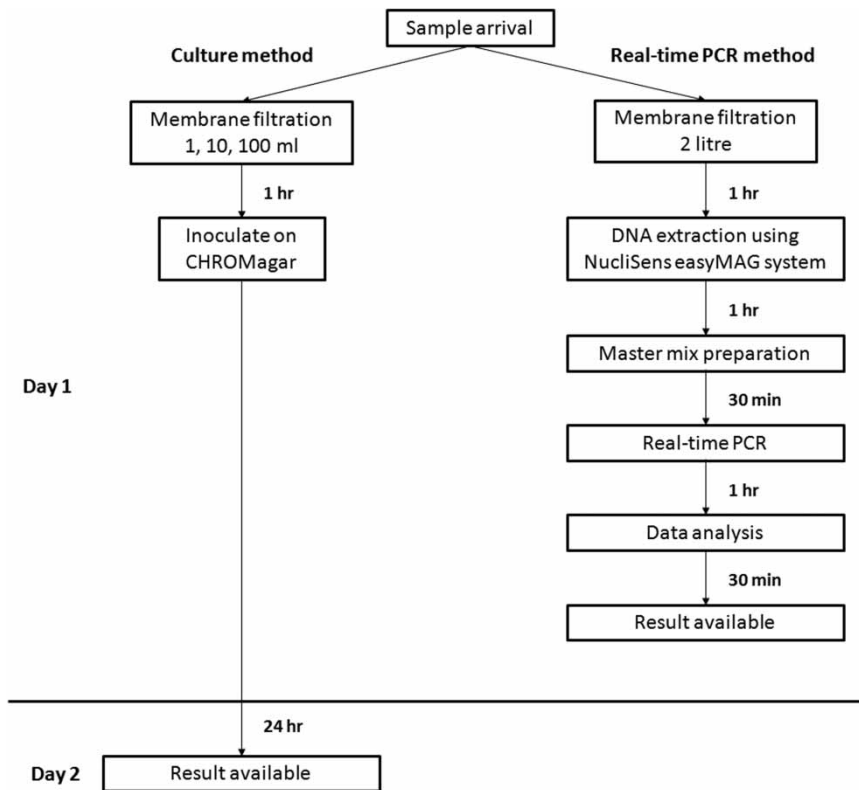 Sample arrival
Culture method
Real-time PCR method
Membrane filtration
1, 10, 100 ml
Membrane filtration
2 litre
1 hr
1 hr
Inoculate on
CHROMagar
DNA extraction using
NucliSens easyMAG system
1 hr
Master mix preparation
Day 1
30 min
Real-time PCR
1 hr
Data analysis
30 min
Result available
24 hr
Day 2
Result available